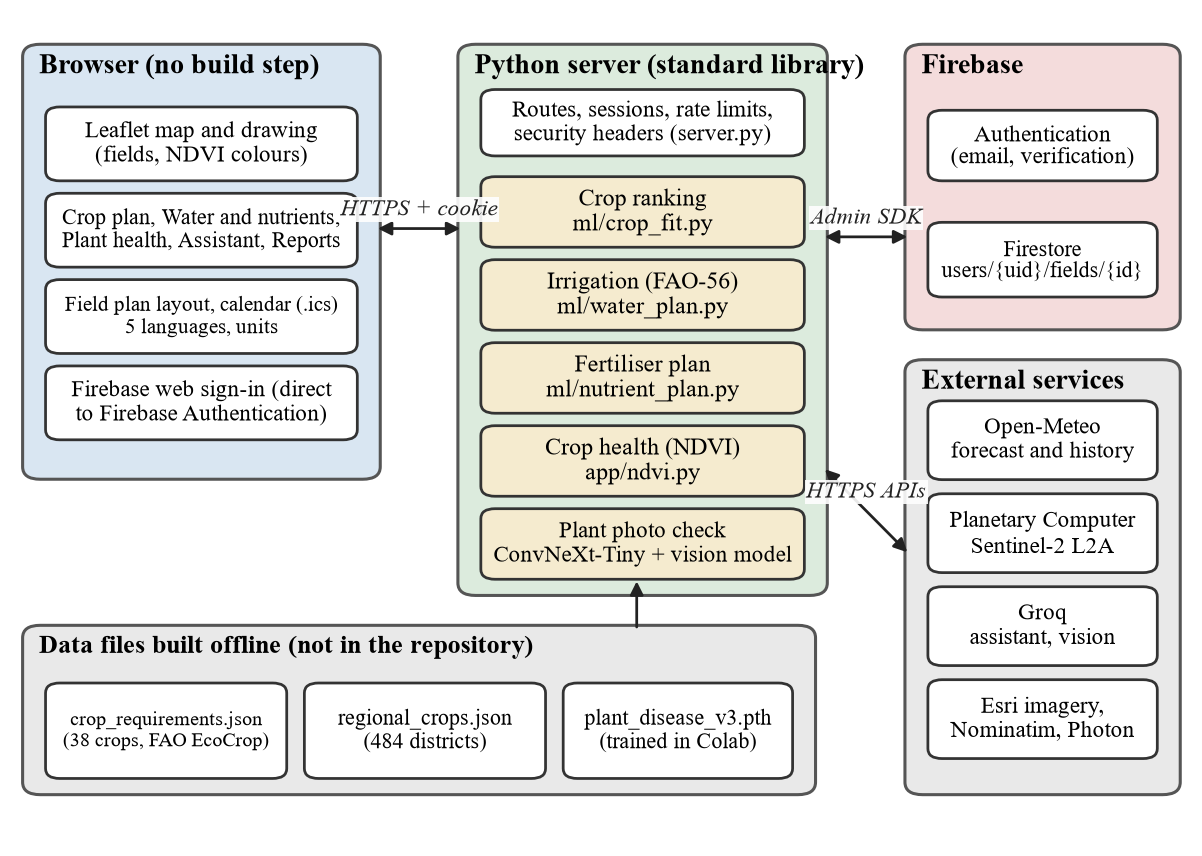 Browser (no build step)
Leaflet map and drawing
(fields, NDVI colours)
Crop plan, Water and nutrients,
Plant health, Assistant, Reports
Field plan layout, calendar (.ics)
5 languages, units
Firebase web sign-in (direct
to Firebase Authentication)
HTTPS + cookie
Python server (standard library)
Routes, sessions, rate limits,
security headers (server.py)
Crop ranking
ml/crop_fit.py
Irrigation (FAO-56)
ml/water_plan.py
Fertiliser plan
ml/nutrient_plan.py
Crop health (NDVI)
app/ndvi.py
Plant photo check
ConvNeXt-Tiny + vision model
Admin SDK
HTTPS APIs
Firebase
Authentication
(email, verification)
Firestore
users/{uid}/fields/{id}
External services
Open-Meteo
forecast and history
Planetary Computer
Sentinel-2 L2A
Groq
assistant, vision
Esri imagery,
Nominatim, Photon
Data files built offline (not in the repository)
crop_requirements.json
(38 crops, FAO EcoCrop)
regional_crops.json
(484 districts)
plant_disease_v3.pth
(trained in Colab)